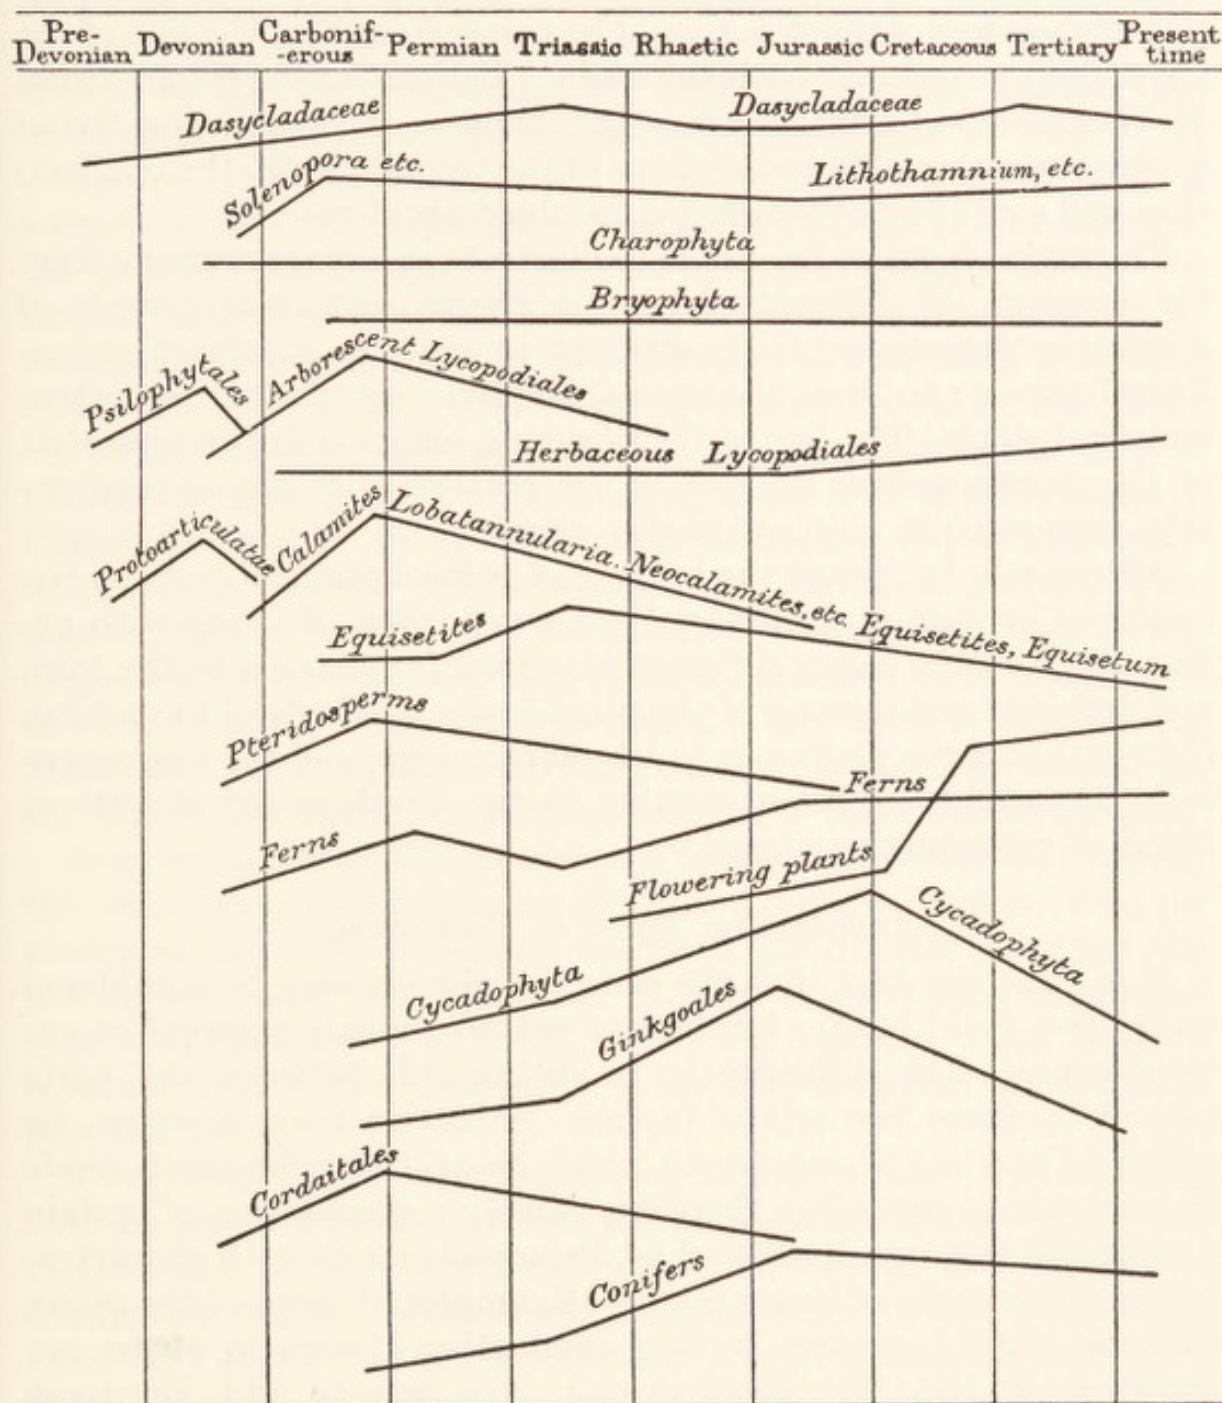 Pre-Devonian Devonian Carbonif-erous Permian Triassic Rhaetic Jurassic Cretaceous Tertiary Present time
Dasycladaceae Dasycladaceae
Solenopora etc. Lithothamnium, etc.
Charophyta
Bryophyta
Psilophytales Arborescent Lycopodiales
Herbaceous Lycopodiales
Protoarticulatae Calamites Lobatannularia. Neocalamites, etc.
Equisetites Equisetites, Equisetum
Pteridosperms
Ferns Ferns
Flowering plants
Cycadophyta Cycadophyta
Ginkgoales
Cordaitales
Conifers